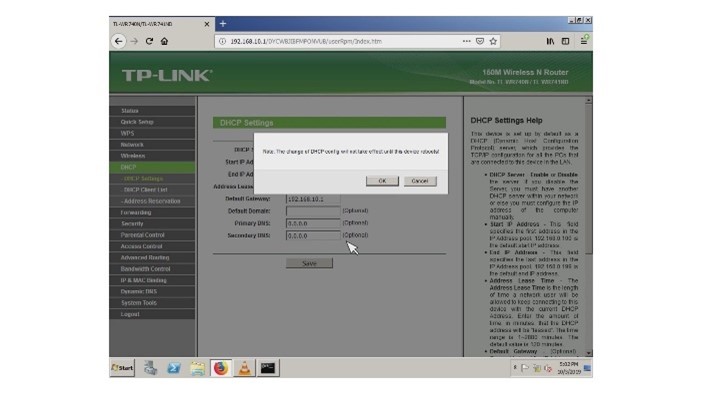 TL-WR740N/TL-WR741ND
192.168.10.1
/userRpm/Index.htm
TP-LINK
150M Wireless N Router
Model No. TL-WR740N / TL-WR741ND
Status
Quick Setup
WPS
Network
Wireless
DHCP
- DHCP Settings
- DHCP Client List
- Address Reservation
Forwarding
Security
Parental Control
Access Control
Advanced Routing
Bandwidth Control
IP & MAC Binding
Dynamic DNS
System Tools
Logout
DHCP Settings
DHCP
Start IP Ad
End IP Ad
Address Lease
Default Gateway: 192.168.10.1
Default Domain: (Optional)
Primary DNS: 0.0.0.0 (Optional)
Secondary DNS: 0.0.0.0 (Optional)
Save
Note: The change of DHCP config will not take effect until this device reboots!
OK
Cancel
DHCP Settings Help
This device is set up by default as a
DHCP (Dynamic Host Configuration
Protocol) server, which provides the
TCP/IP configuration for all the PCs that
are connected to this device in the LAN.
• DHCP Server - Enable or Disable
the server. If you disable the
Server, you must have another
DHCP server within your network
or else you must configure the IP
address of the computer
manually.
• Start IP Address - This field
specifies the first address in the
IP Address pool. 192.168.0.100 is
the default start IP address.
• End IP Address - This field
specifies the last address in the
IP Address pool. 192.168.0.199 is
the default end IP address.
• Address Lease Time - The
Address Lease Time is the length
of time a network user will be
allowed to keep connecting to this
device with the current DHCP
Address. Enter the amount of
time, in minutes, that the DHCP
address will be "leased". The time
range is 1~2880 minutes. The
default value is 120 minutes.
• Default Gateway - (Optional)
Start
5:02 PM
10/3/2019